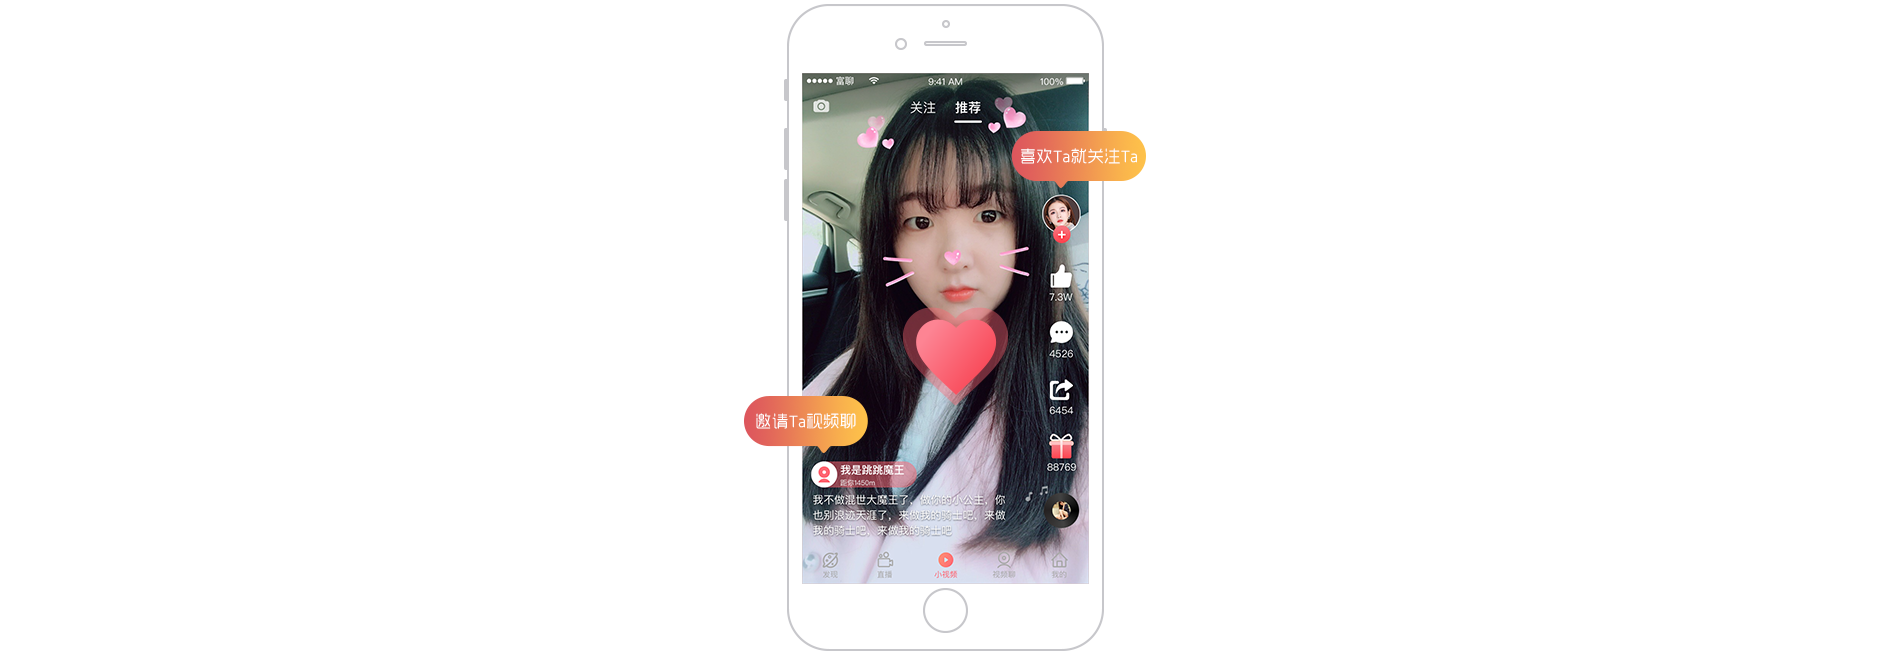 富聊
9:41 AM
100%
关注
推荐
喜欢Ta就关注Ta
7.3W
4526
6454
邀请Ta视频聊
88769
我是跳跳魔王
距你1450m
我不做混世大魔王了，做你的小公主，你
也别浪迹天涯了，来做我的骑士吧，来做
我的骑士吧，来做我的骑士吧
发现
直播
小视频
视频聊
我的